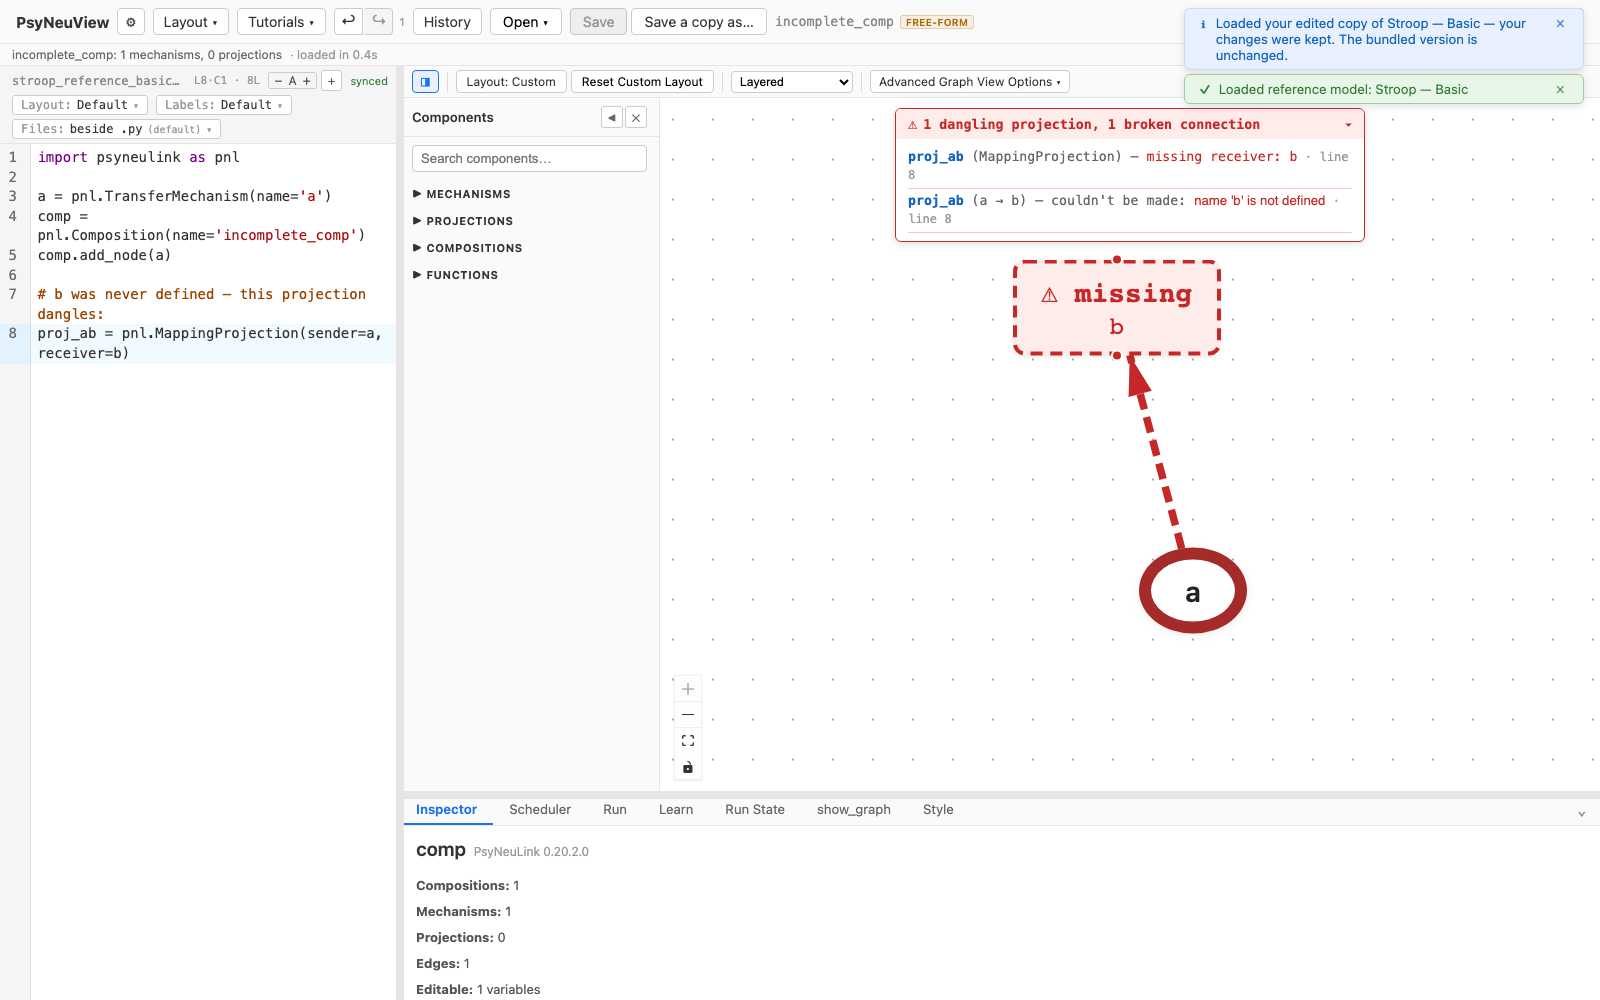 PsyNeuView ⚙ Layout ▾ Tutorials ▾ ↩ ↪ 1 History Open ▾ Save Save a copy as... incomplete_comp FREE-FORM
incomplete_comp: 1 mechanisms, 0 projections · loaded in 0.4s
Loaded your edited copy of Stroop — Basic — your
changes were kept. The bundled version is
unchanged.
Loaded reference model: Stroop — Basic
stroop_reference_basic… L8·C1 · 8L − A + + synced
Layout: Default ▾ Labels: Default ▾
Files: beside .py (default) ▾
1 import psyneulink as pnl
2
3 a = pnl.TransferMechanism(name='a')
4 comp =
pnl.Composition(name='incomplete_comp')
5 comp.add_node(a)
6
7 # b was never defined — this projection
dangles:
8 proj_ab = pnl.MappingProjection(sender=a,
receiver=b)
Layout: Custom Reset Custom Layout Layered Advanced Graph View Options ▾
Components
Search components…
▶ MECHANISMS
▶ PROJECTIONS
▶ COMPOSITIONS
▶ FUNCTIONS
⚠ 1 dangling projection, 1 broken connection
proj_ab (MappingProjection) — missing receiver: b · line
8
proj_ab (a → b) — couldn't be made: name 'b' is not defined ·
line 8
⚠ missing
b
a
Inspector Scheduler Run Learn Run State show_graph Style
comp PsyNeuLink 0.20.2.0
Compositions: 1
Mechanisms: 1
Projections: 0
Edges: 1
Editable: 1 variables